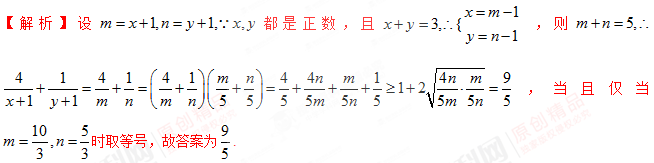 【解析】设 m=x+1,n=y+1,∵x,y 都是正数，且 x+y=3,∴{x=m-1 y=n-1 ，则 m+n=5,∴
4/(x+1)+1/(y+1)=4/m+1/n=(4/m+1/n)(m/5+n/5)=4/5+4n/5m+m/5n+1/5≥1+2√(4n/5m·m/5n)=9/5 ，当且仅当
m=10/3,n=5/3时取等号，故答案为9/5.